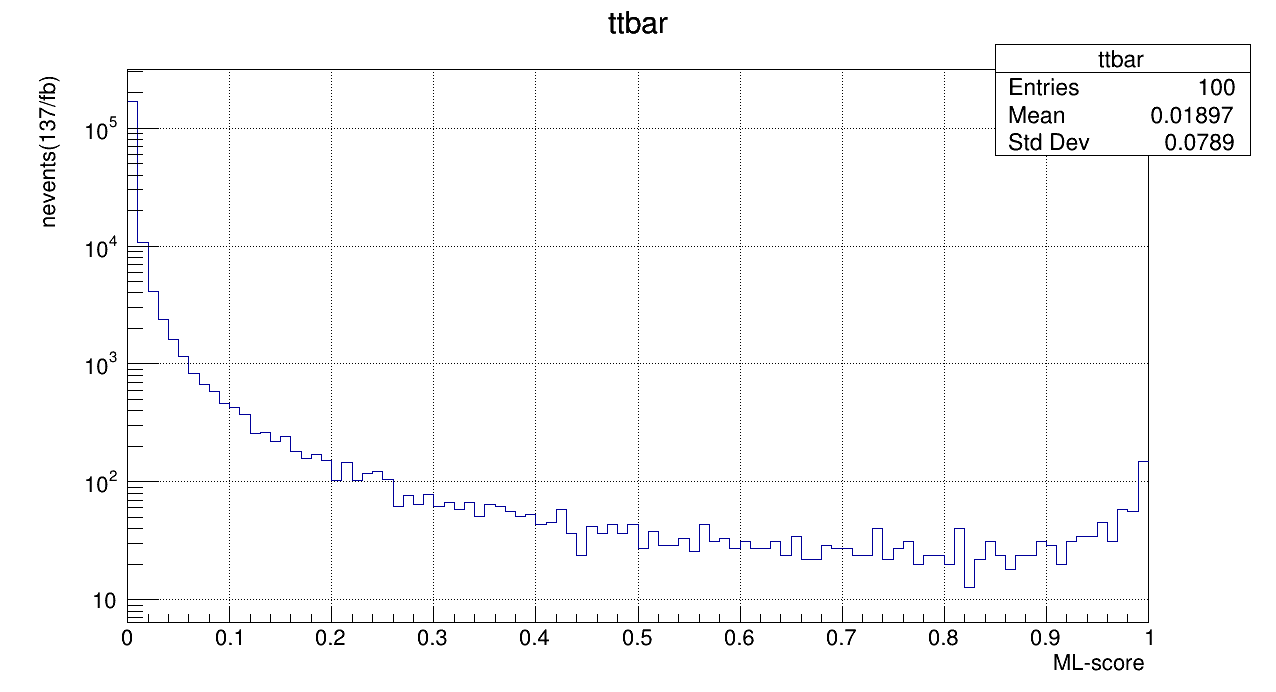 ttbar
ttbar
Entries 100
Mean 0.01897
Std Dev 0.0789
nevents(137/fb)
10^5
10^4
10^3
10^2
10
0 0.1 0.2 0.3 0.4 0.5 0.6 0.7 0.8 0.9 1
ML-score